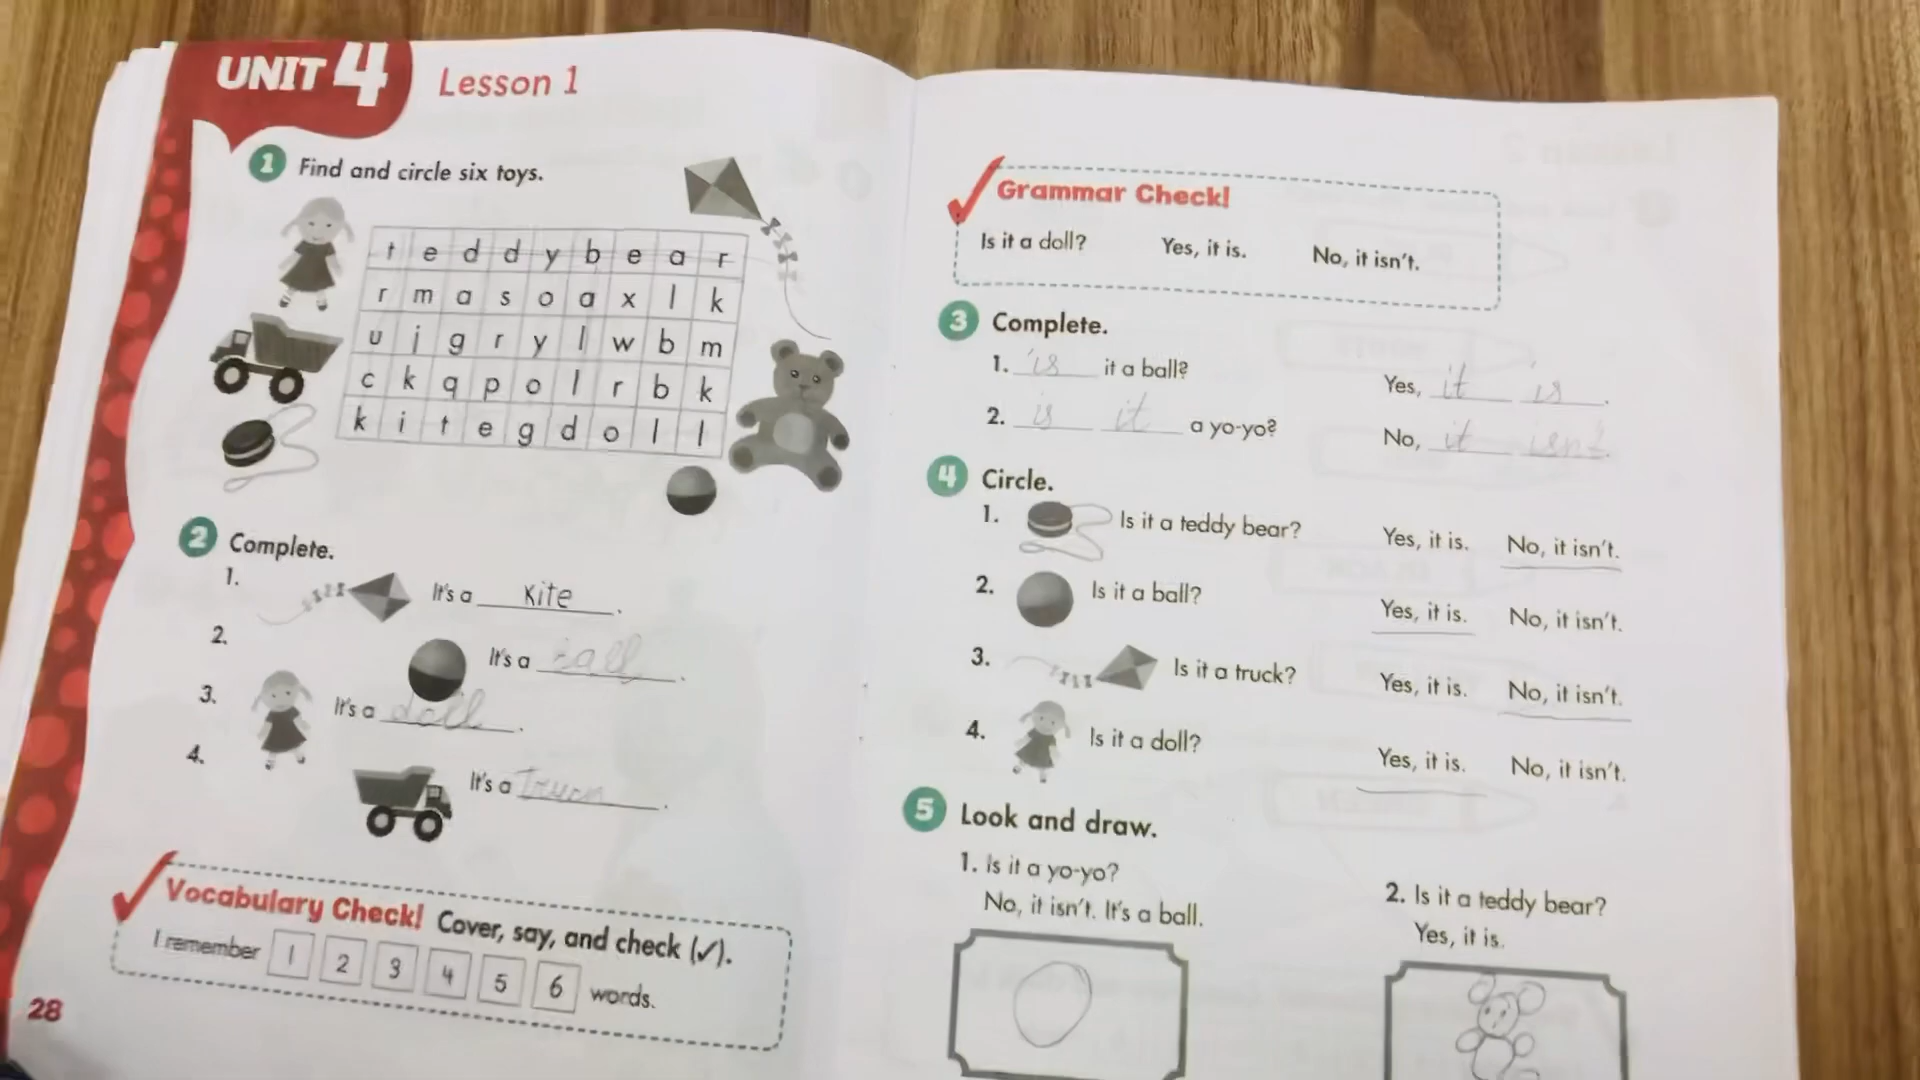 UNIT 4 Lesson 1
1 Find and circle six toys.
t e d d y b e a r
r m a s o a x l k
u j g r y l w b m
c k q p o l r b k
k i t e g d o l l
2 Complete.
1. It's a kite.
2. It's a ball.
3. It's a doll.
4. It's a .
Vocabulary Check! Cover, say, and check (✓).
I remember 1 2 3 4 5 6 words.
28
Grammar Check!
Is it a doll? Yes, it is. No, it isn't.
3 Complete.
1. is it a ball? Yes, it is.
2. is it a yo-yo? No, it isn't.
4 Circle.
1. Is it a teddy bear? Yes, it is. No, it isn't.
2. Is it a ball? Yes, it is. No, it isn't.
3. Is it a truck? Yes, it is. No, it isn't.
4. Is it a doll? Yes, it is. No, it isn't.
5 Look and draw.
1. Is it a yo-yo?
No, it isn't. It's a ball.
2. Is it a teddy bear?
Yes, it is.